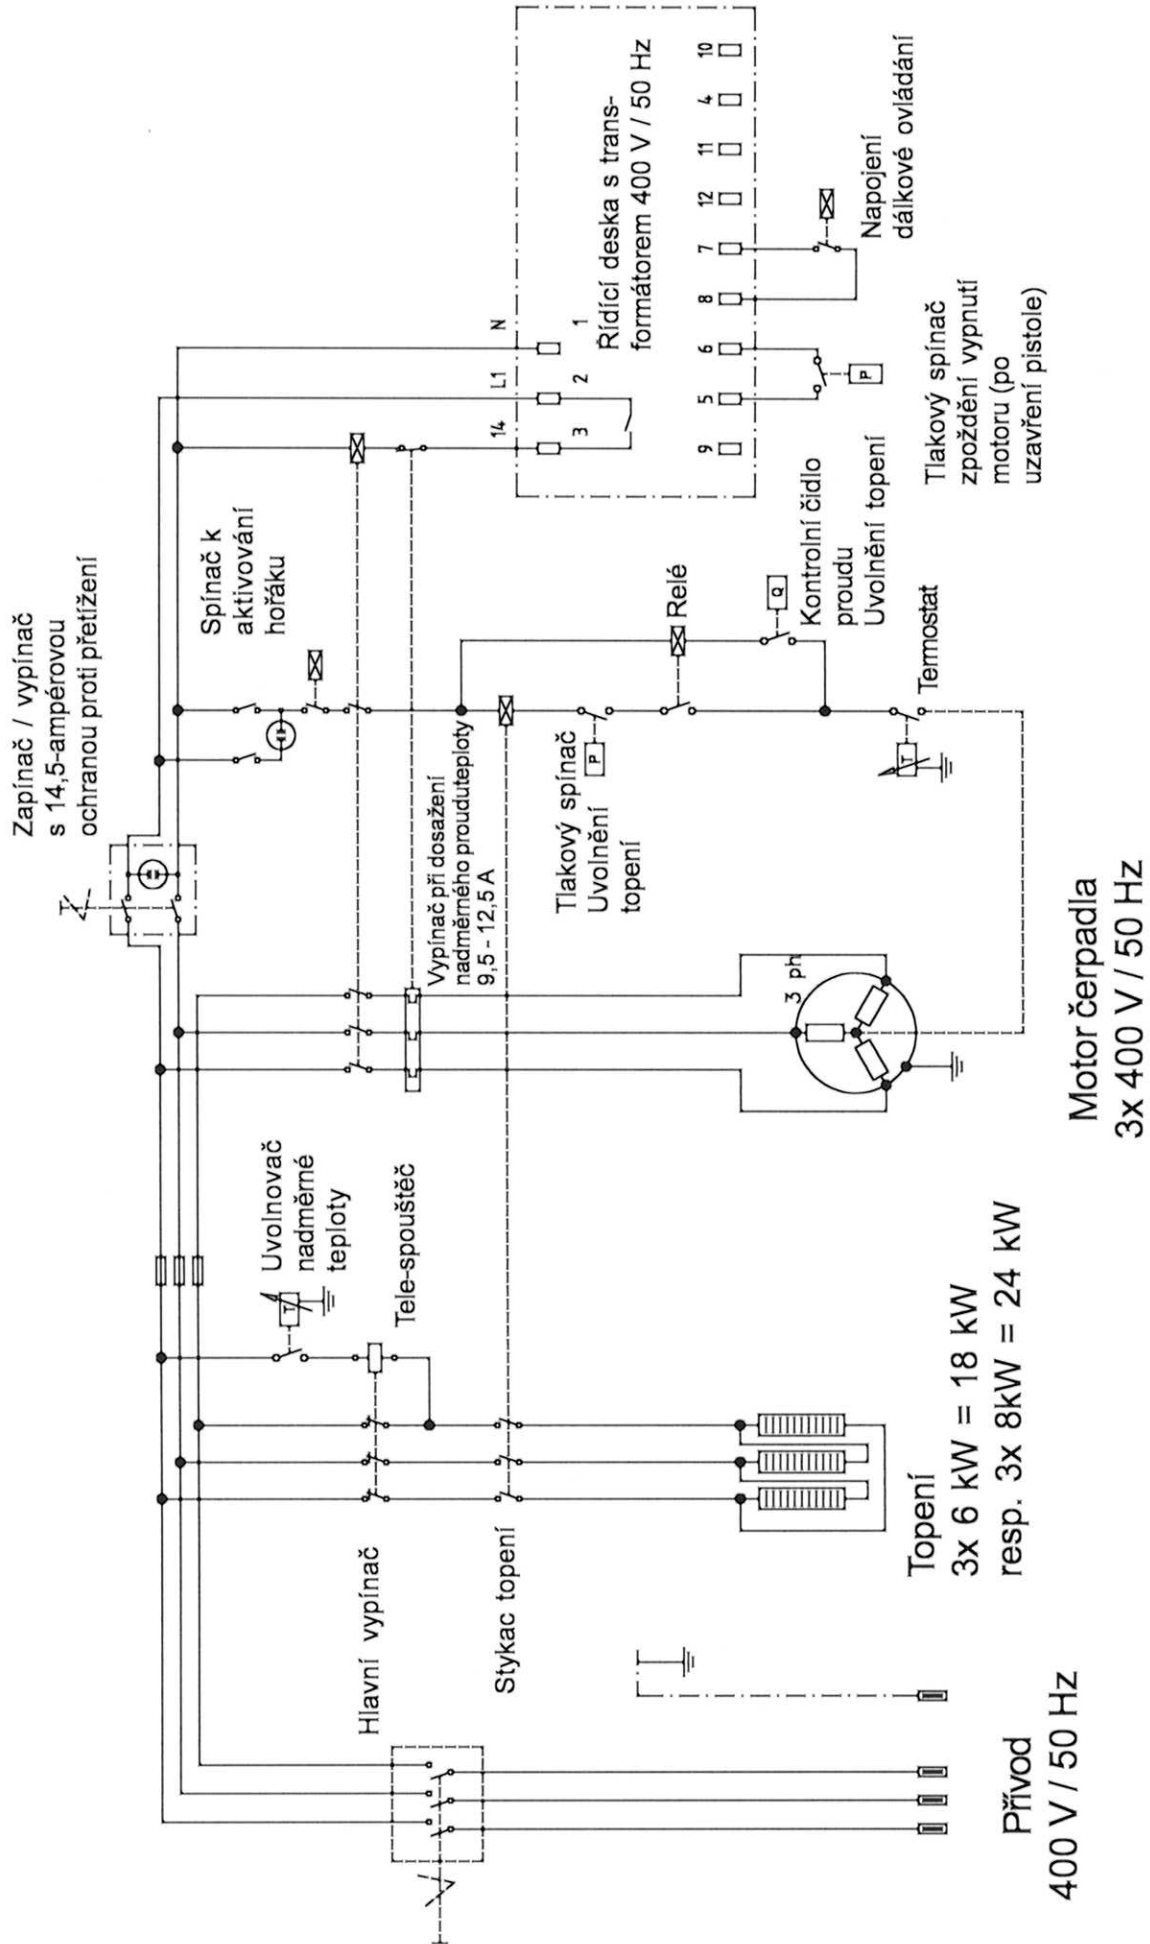 Zapínač / vypínač
s 14,5-ampérovou
ochranou proti přetížení
Spínač k
aktivování
hořáku
14
L1
N
3
2
1
Řídící deska s trans-
formátorem 400 V / 50 Hz
9
5
6
8
7
12
11
4
10
P
Napojení
dálkové ovládání
Tlakový spínač
zpoždění vypnutí
motoru (po
uzavření pistole)
Relé
Q
Kontrolní čidlo
proudu
Uvolnění topení
Termostat
T
P
Tlakový spínač
Uvolnění
topení
Vypínač při dosažení
nadměrného prouduteploty
9,5 - 12,5 A
3 ph
Motor čerpadla
3x 400 V / 50 Hz
Uvolnovač
nadměrné
teploty
T
Tele-spouštěč
Hlavní vypínač
Stykac topení
Topení
3x 6 kW = 18 kW
resp. 3x 8kW = 24 kW
Přívod
400 V / 50 Hz